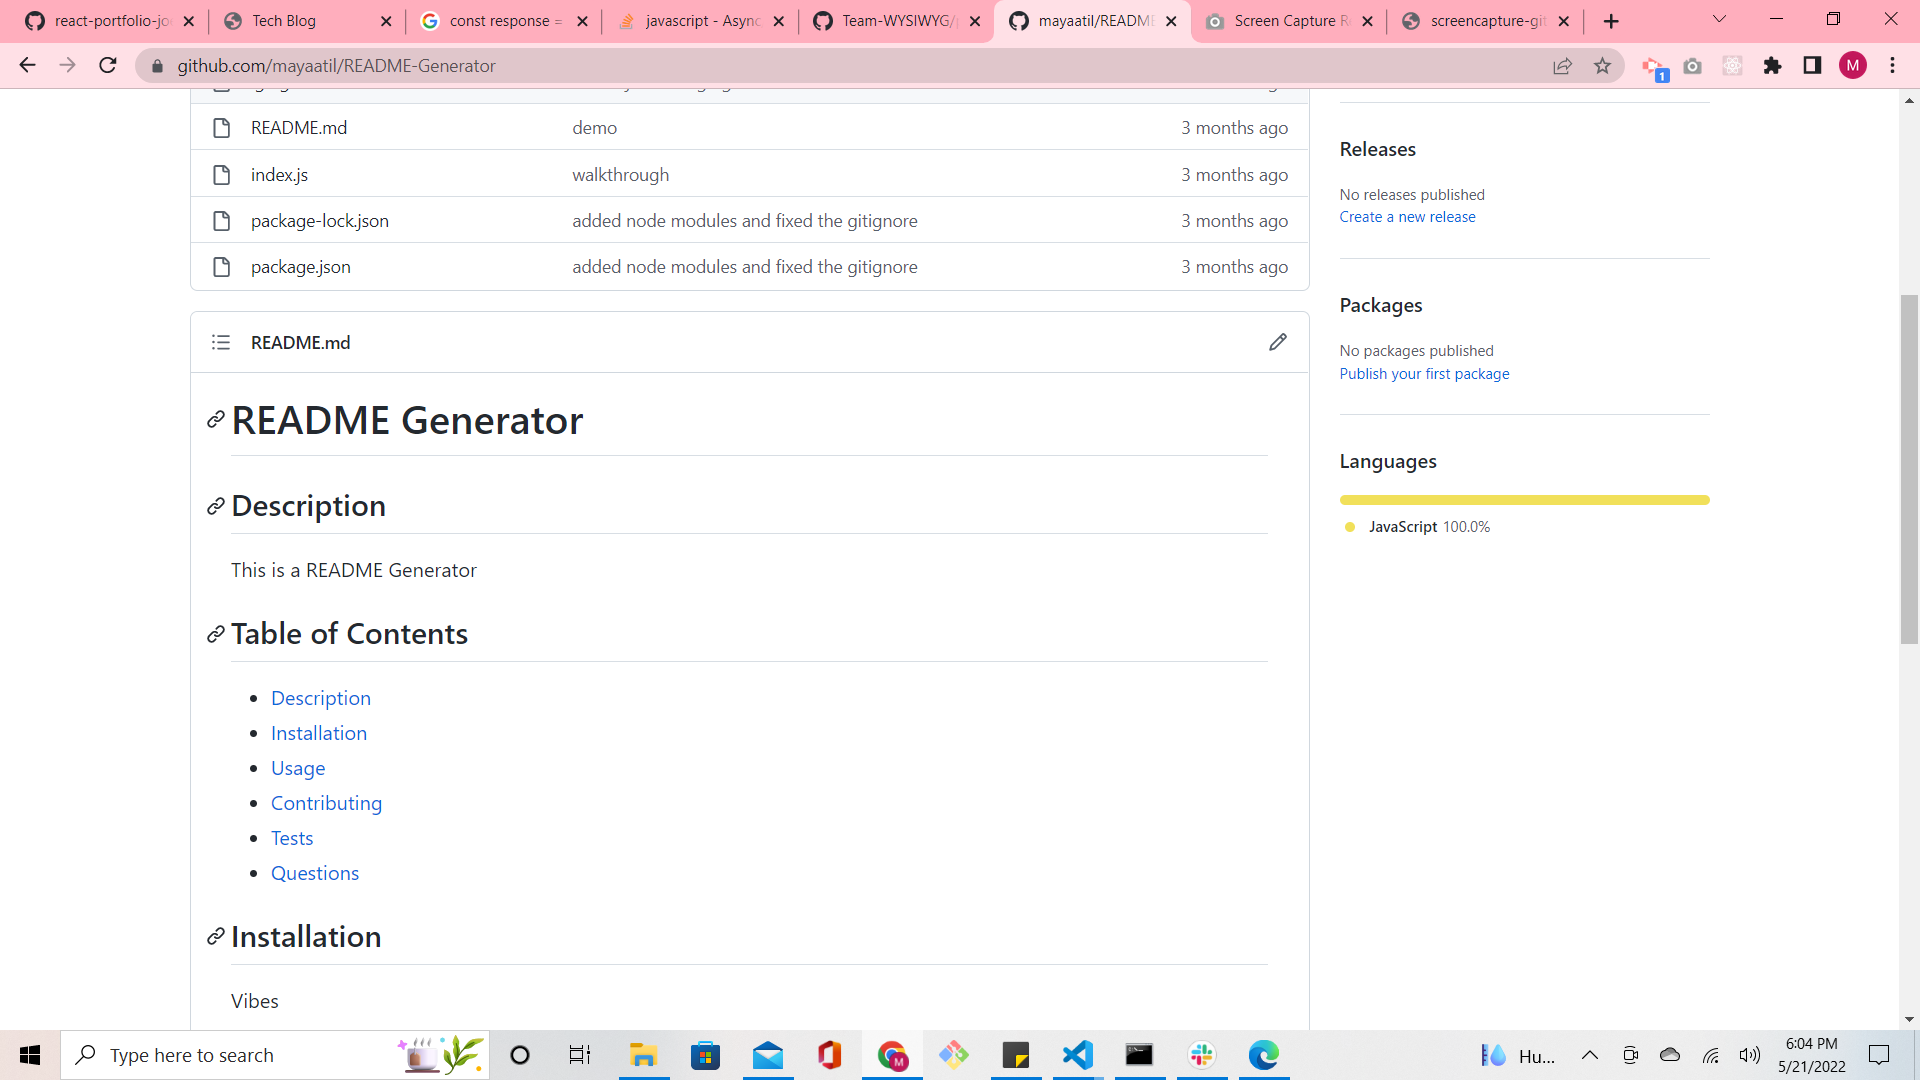 react-portfolio-joe
Tech Blog
const response =
javascript - Async
Team-WYSIWYG/
mayaatil/README
Screen Capture Re
screencapture-git
github.com/mayaatil/README-Generator
1
M
README.md demo 3 months ago
index.js walkthrough 3 months ago
package-lock.json added node modules and fixed the gitignore 3 months ago
package.json added node modules and fixed the gitignore 3 months ago
README.md
README Generator
Description
This is a README Generator
Table of Contents
Description
Installation
Usage
Contributing
Tests
Questions
Installation
Vibes
Releases
No releases published
Create a new release
Packages
No packages published
Publish your first package
Languages
JavaScript 100.0%
Type here to search
M
Hu...
6:04 PM
5/21/2022